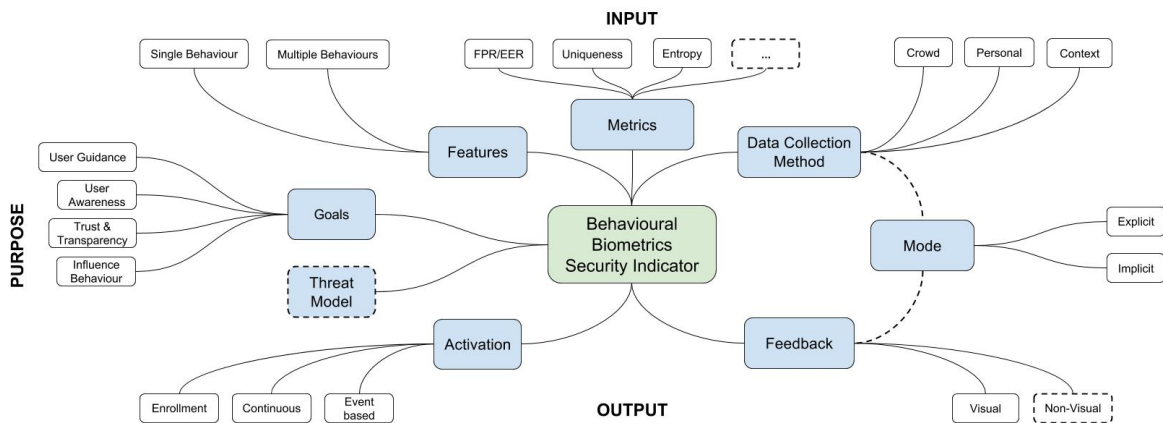 INPUT
Single Behaviour
Multiple Behaviours
FPR/EER
Uniqueness
Entropy
...
Crowd
Personal
Context
Metrics
Features
Data Collection
Method
PURPOSE
User Guidance
User
Awareness
Trust &
Transparency
Influence
Behaviour
Goals
Threat
Model
Behavioural
Biometrics
Security Indicator
Mode
Explicit
Implicit
Activation
Feedback
Enrollment
Continuous
Event
based
OUTPUT
Visual
Non-Visual